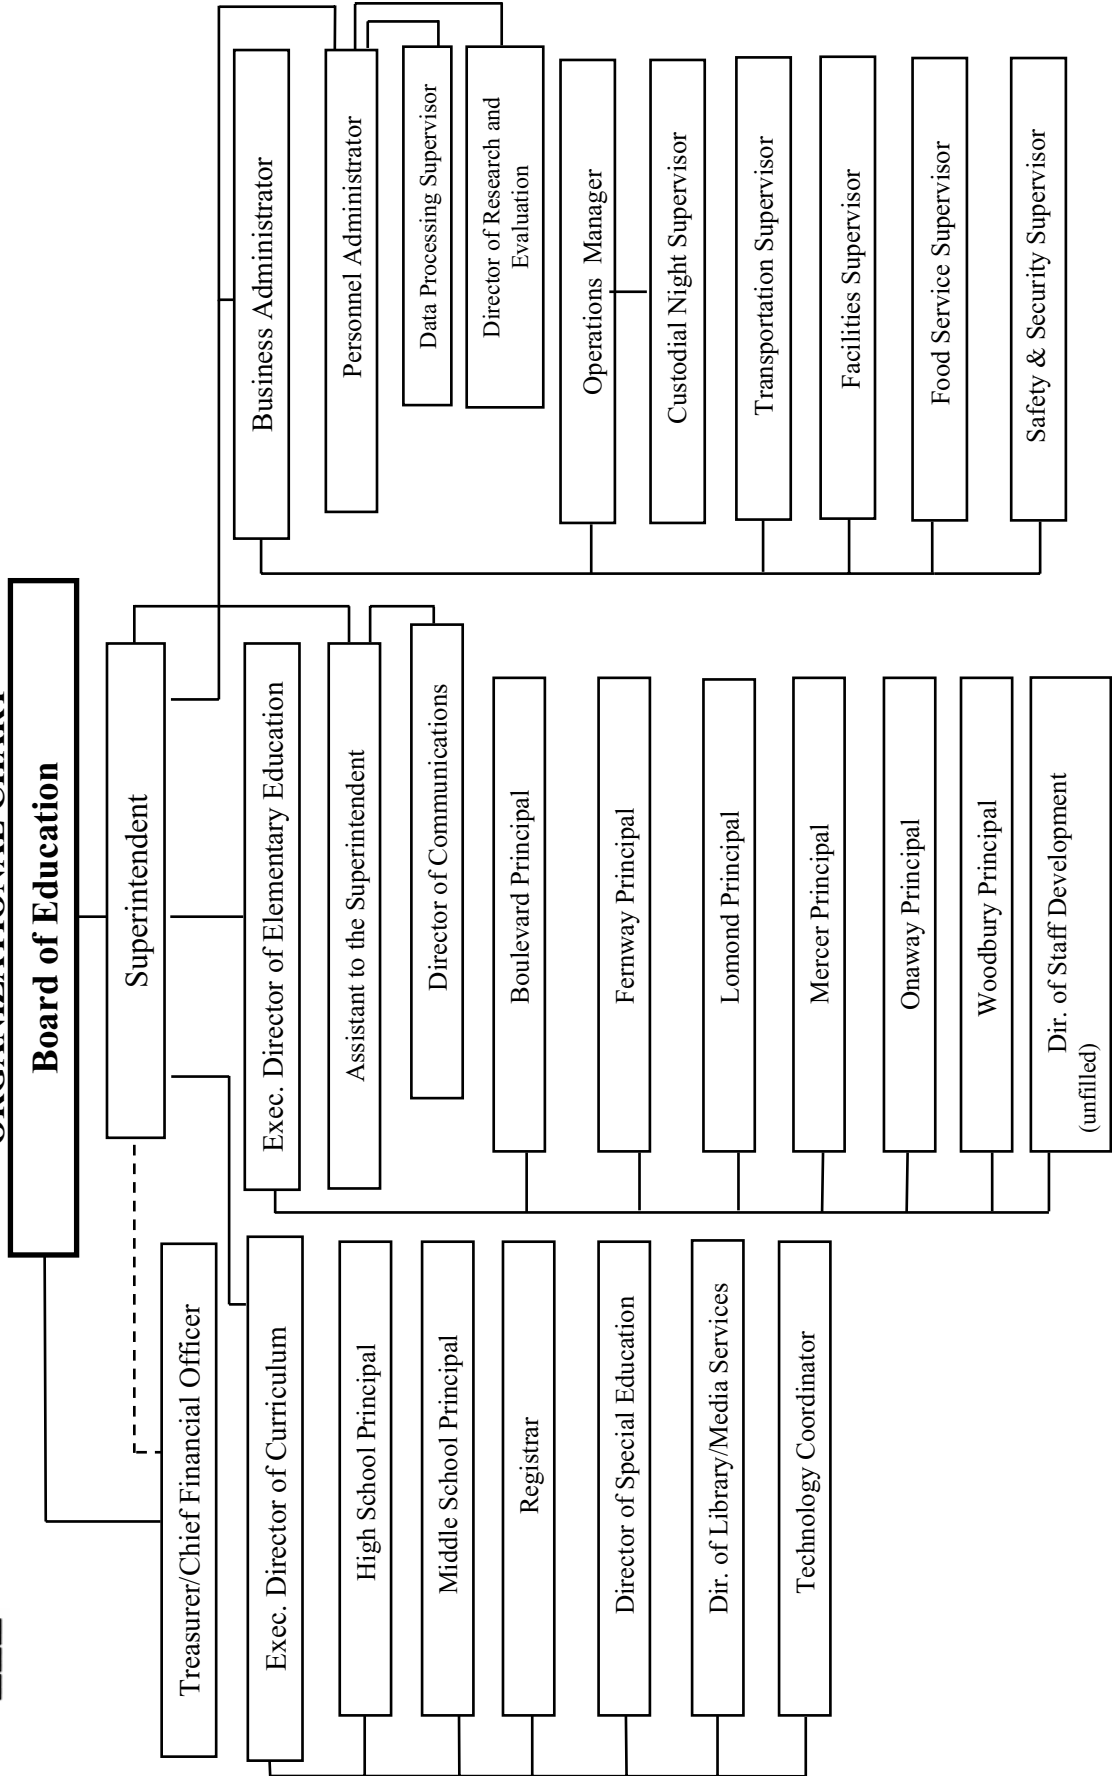 Board of Education
Superintendent
Treasurer/Chief Financial Officer
Exec. Director of Curriculum
High School Principal
Middle School Principal
Registrar
Director of Special Education
Dir. of Library/Media Services
Technology Coordinator
Exec. Director of Elementary Education
Assistant to the Superintendent
Director of Communications
Boulevard Principal
Fernway Principal
Lomond Principal
Mercer Principal
Onaway Principal
Woodbury Principal
Dir. of Staff Development
(unfilled)
Business Administrator
Personnel Administrator
Data Processing Supervisor
Director of Research and
Evaluation
Operations Manager
Custodial Night Supervisor
Transportation Supervisor
Facilities Supervisor
Food Service Supervisor
Safety & Security Supervisor